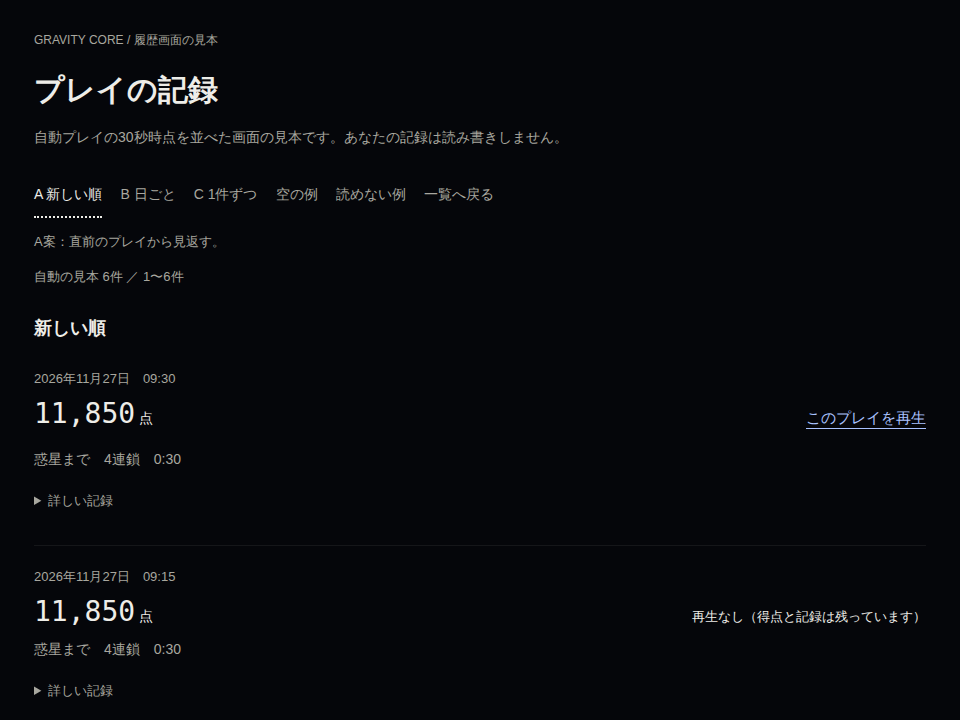 GRAVITY CORE / 履歴画面の見本
プレイの記録
自動プレイの30秒時点を並べた画面の見本です。あなたの記録は読み書きしません。
A 新しい順 B 日ごと C 1件ずつ 空の例 読めない例 一覧へ戻る
A案：直前のプレイから見返す。
自動の見本 6件 ／ 1〜6件
新しい順
2026年11月27日　09:30
11,850 点
このプレイを再生
惑星まで　4連鎖　0:30
▶ 詳しい記録
2026年11月27日　09:15
11,850 点
再生なし（得点と記録は残っています）
惑星まで　4連鎖　0:30
▶ 詳しい記録